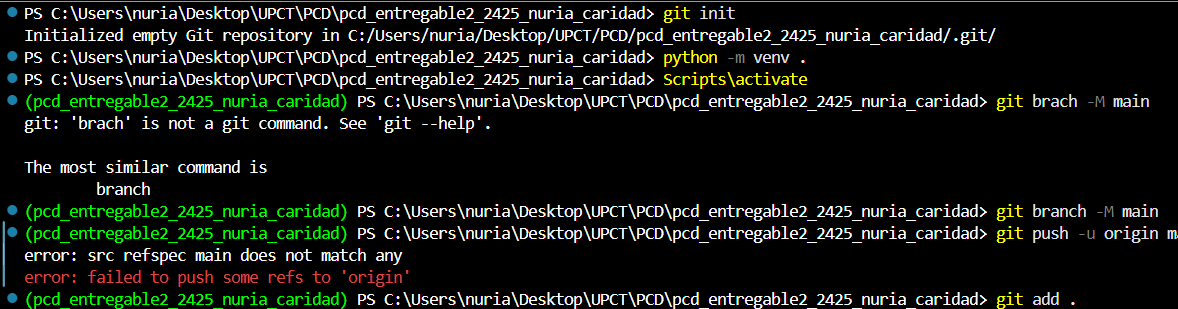 PS C:\Users\nuria\Desktop\UPCT\PCD\pcd_entregable2_2425_nuria_caridad> git init
Initialized empty Git repository in C:/Users/nuria/Desktop/UPCT/PCD/pcd_entregable2_2425_nuria_caridad/.git/
PS C:\Users\nuria\Desktop\UPCT\PCD\pcd_entregable2_2425_nuria_caridad> python -m venv .
PS C:\Users\nuria\Desktop\UPCT\PCD\pcd_entregable2_2425_nuria_caridad> Scripts\activate
(pcd_entregable2_2425_nuria_caridad) PS C:\Users\nuria\Desktop\UPCT\PCD\pcd_entregable2_2425_nuria_caridad> git brach -M main
git: 'brach' is not a git command. See 'git --help'.
The most similar command is
branch
(pcd_entregable2_2425_nuria_caridad) PS C:\Users\nuria\Desktop\UPCT\PCD\pcd_entregable2_2425_nuria_caridad> git branch -M main
(pcd_entregable2_2425_nuria_caridad) PS C:\Users\nuria\Desktop\UPCT\PCD\pcd_entregable2_2425_nuria_caridad> git push -u origin
error: src refspec main does not match any
error: failed to push some refs to 'origin'
(pcd_entregable2_2425_nuria_caridad) PS C:\Users\nuria\Desktop\UPCT\PCD\pcd_entregable2_2425_nuria_caridad> git add .